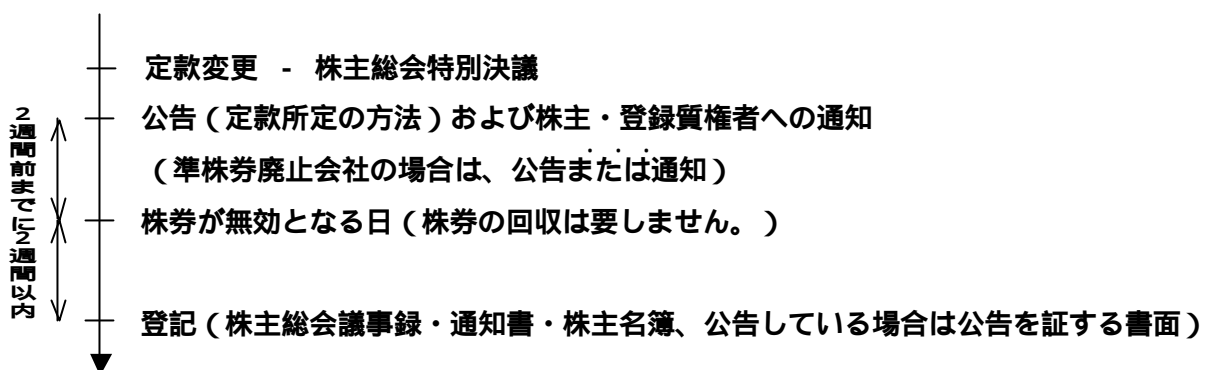 定款変更 - 株主総会特別決議
公告（定款所定の方法）および株主・登録質権者への通知
（準株券廃止会社の場合は、公告または通知）
株券が無効となる日（株券の回収は要しません。）
登記（株主総会議事録・通知書・株主名簿、公告している場合は公告を証する書面）
2週間前までに
2週間以内